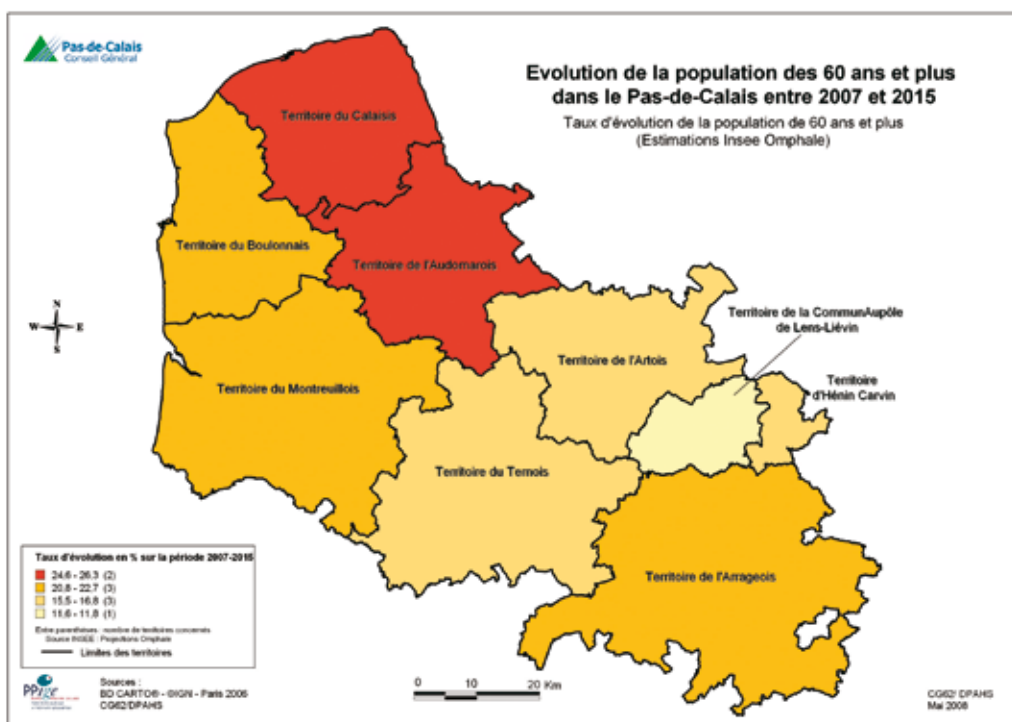 Pas-de-Calais
Conseil Général
Evolution de la population des 60 ans et plus
dans le Pas-de-Calais entre 2007 et 2015
Taux d'évolution de la population de 60 ans et plus
(Estimations Insee Omphale)
Territoire du Calaisis
Territoire du Boulonnais
Territoire de l'Audomarois
N
W E
S
Territoire de la CommunAupôle
de Lens-Liévin
Territoire de l'Artois
Territoire
d'Hénin Carvin
Territoire du Montreuillois
Territoire du Ternois
Territoire de l'Arrageois
Taux d'évolution en % sur la période 2007-2015
24,6 - 26,3 (2)
20,8 - 22,7 (3)
15,5 - 16,8 (3)
11,6 - 11,8 (1)
Entre parenthèses : nombre de territoires concernés
Source INSEE : Projections Omphale
Limites des territoires
Sources :
BD CARTO® - ©IGN - Paris 2006
CG62/DPAHS
0 10 20 Km
CG62/ DPAHS
Mai 2008